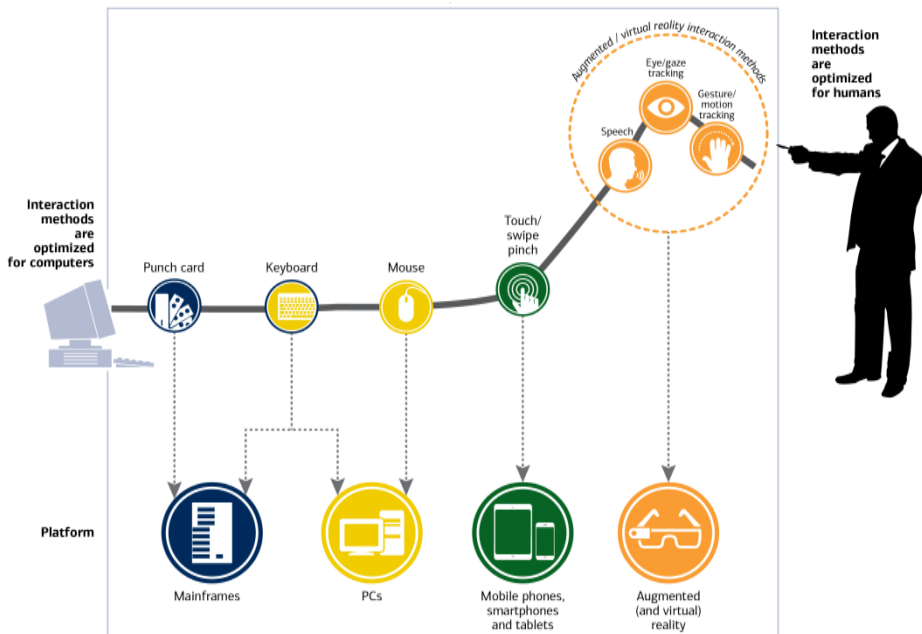 Augmented / virtual reality interaction methods
Eye/gaze
tracking
Gesture/
motion
tracking
Speech
Interaction
methods
are
optimized
for humans
Interaction
methods
are
optimized
for computers
Punch card
Keyboard
Mouse
Touch/
swipe
pinch
Platform
Mainframes
PCs
Mobile phones,
smartphones
and tablets
Augmented
(and virtual)
reality